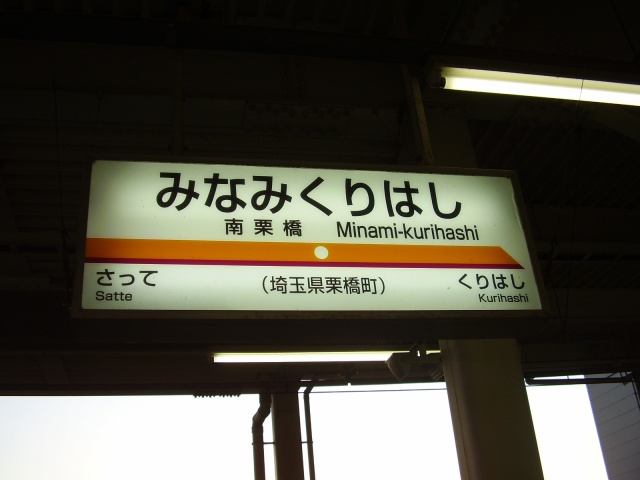 みなみくりはし
南栗橋 Minami-kurihashi
さって (埼玉県栗橋町) くりはし
Satte Kurihashi